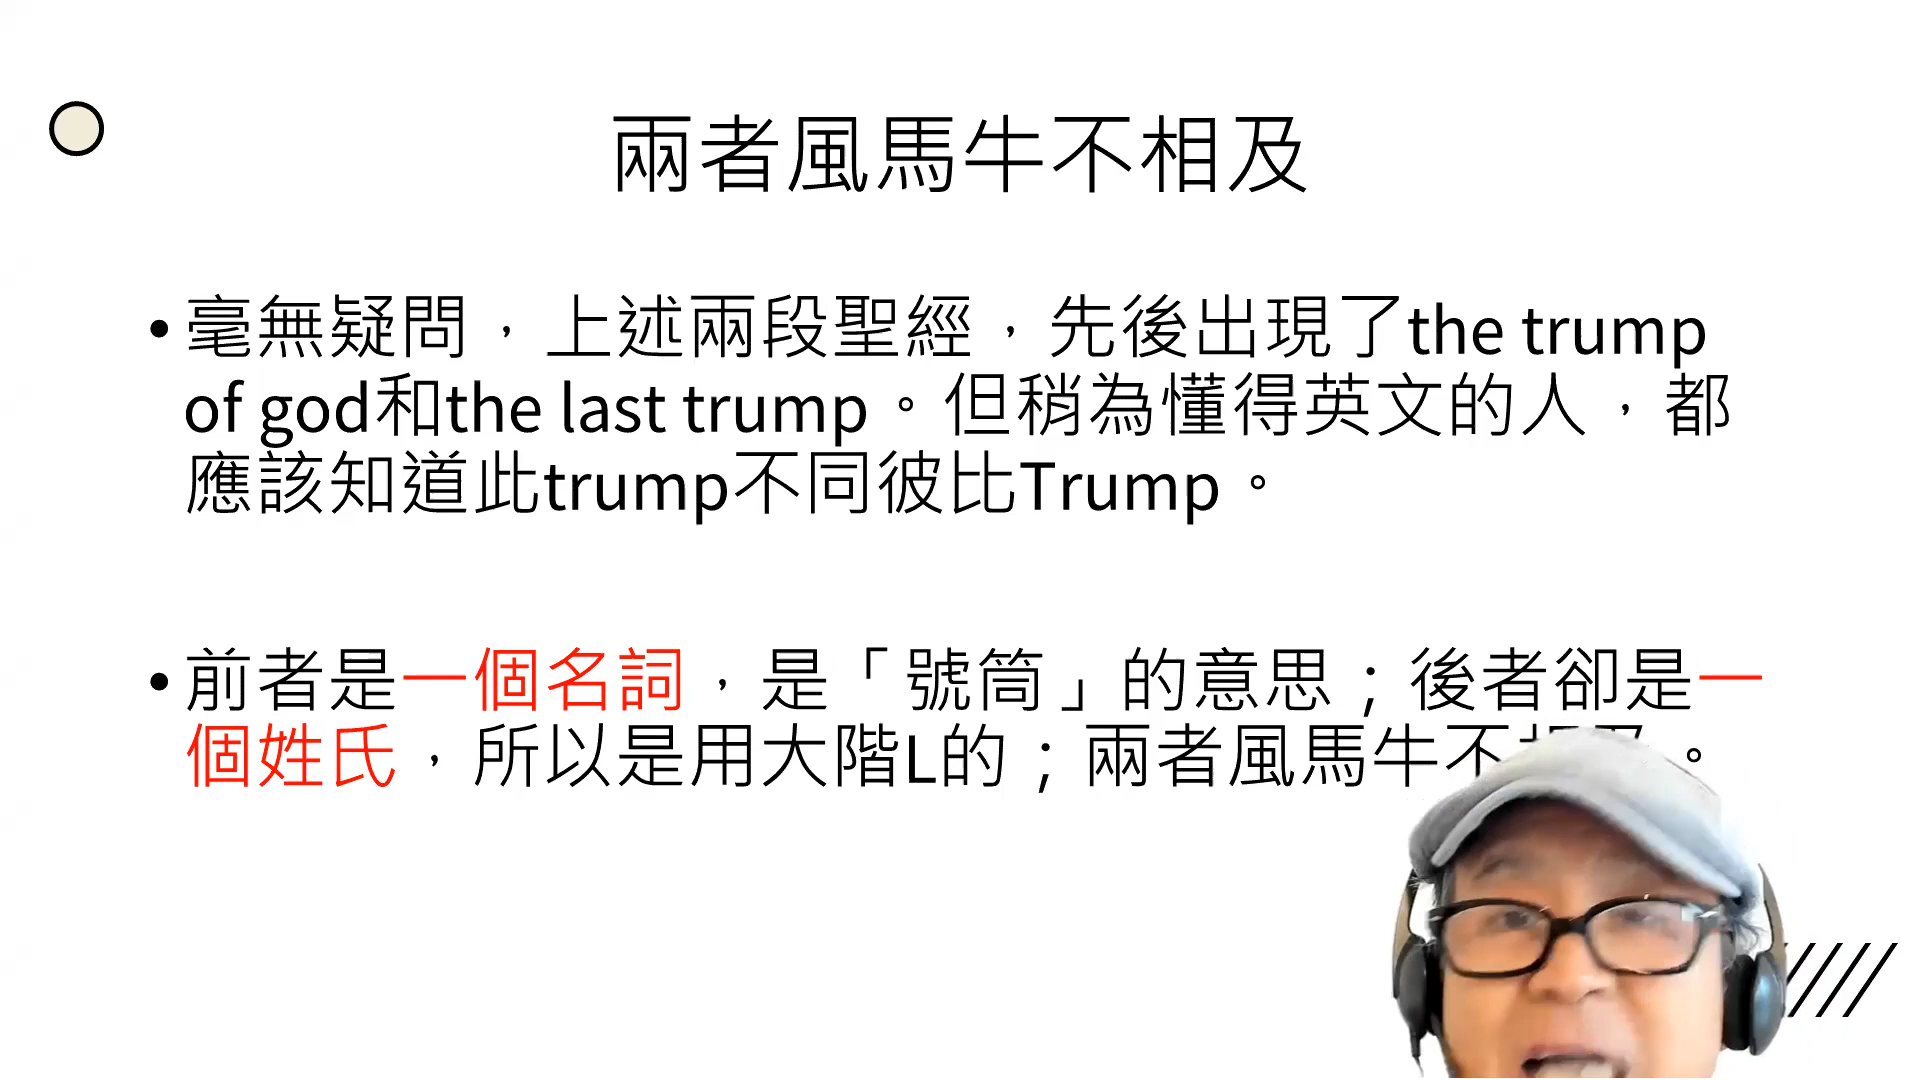 兩者風馬牛不相及
• 毫無疑問，上述兩段聖經，先後出現了the trump
of god和the last trump。但稍為懂得英文的人，都
應該知道此trump不同彼比Trump。
• 前者是一個名詞，是「號筒」的意思；後者卻是一
個姓氏，所以是用大階L的；兩者風馬牛不。